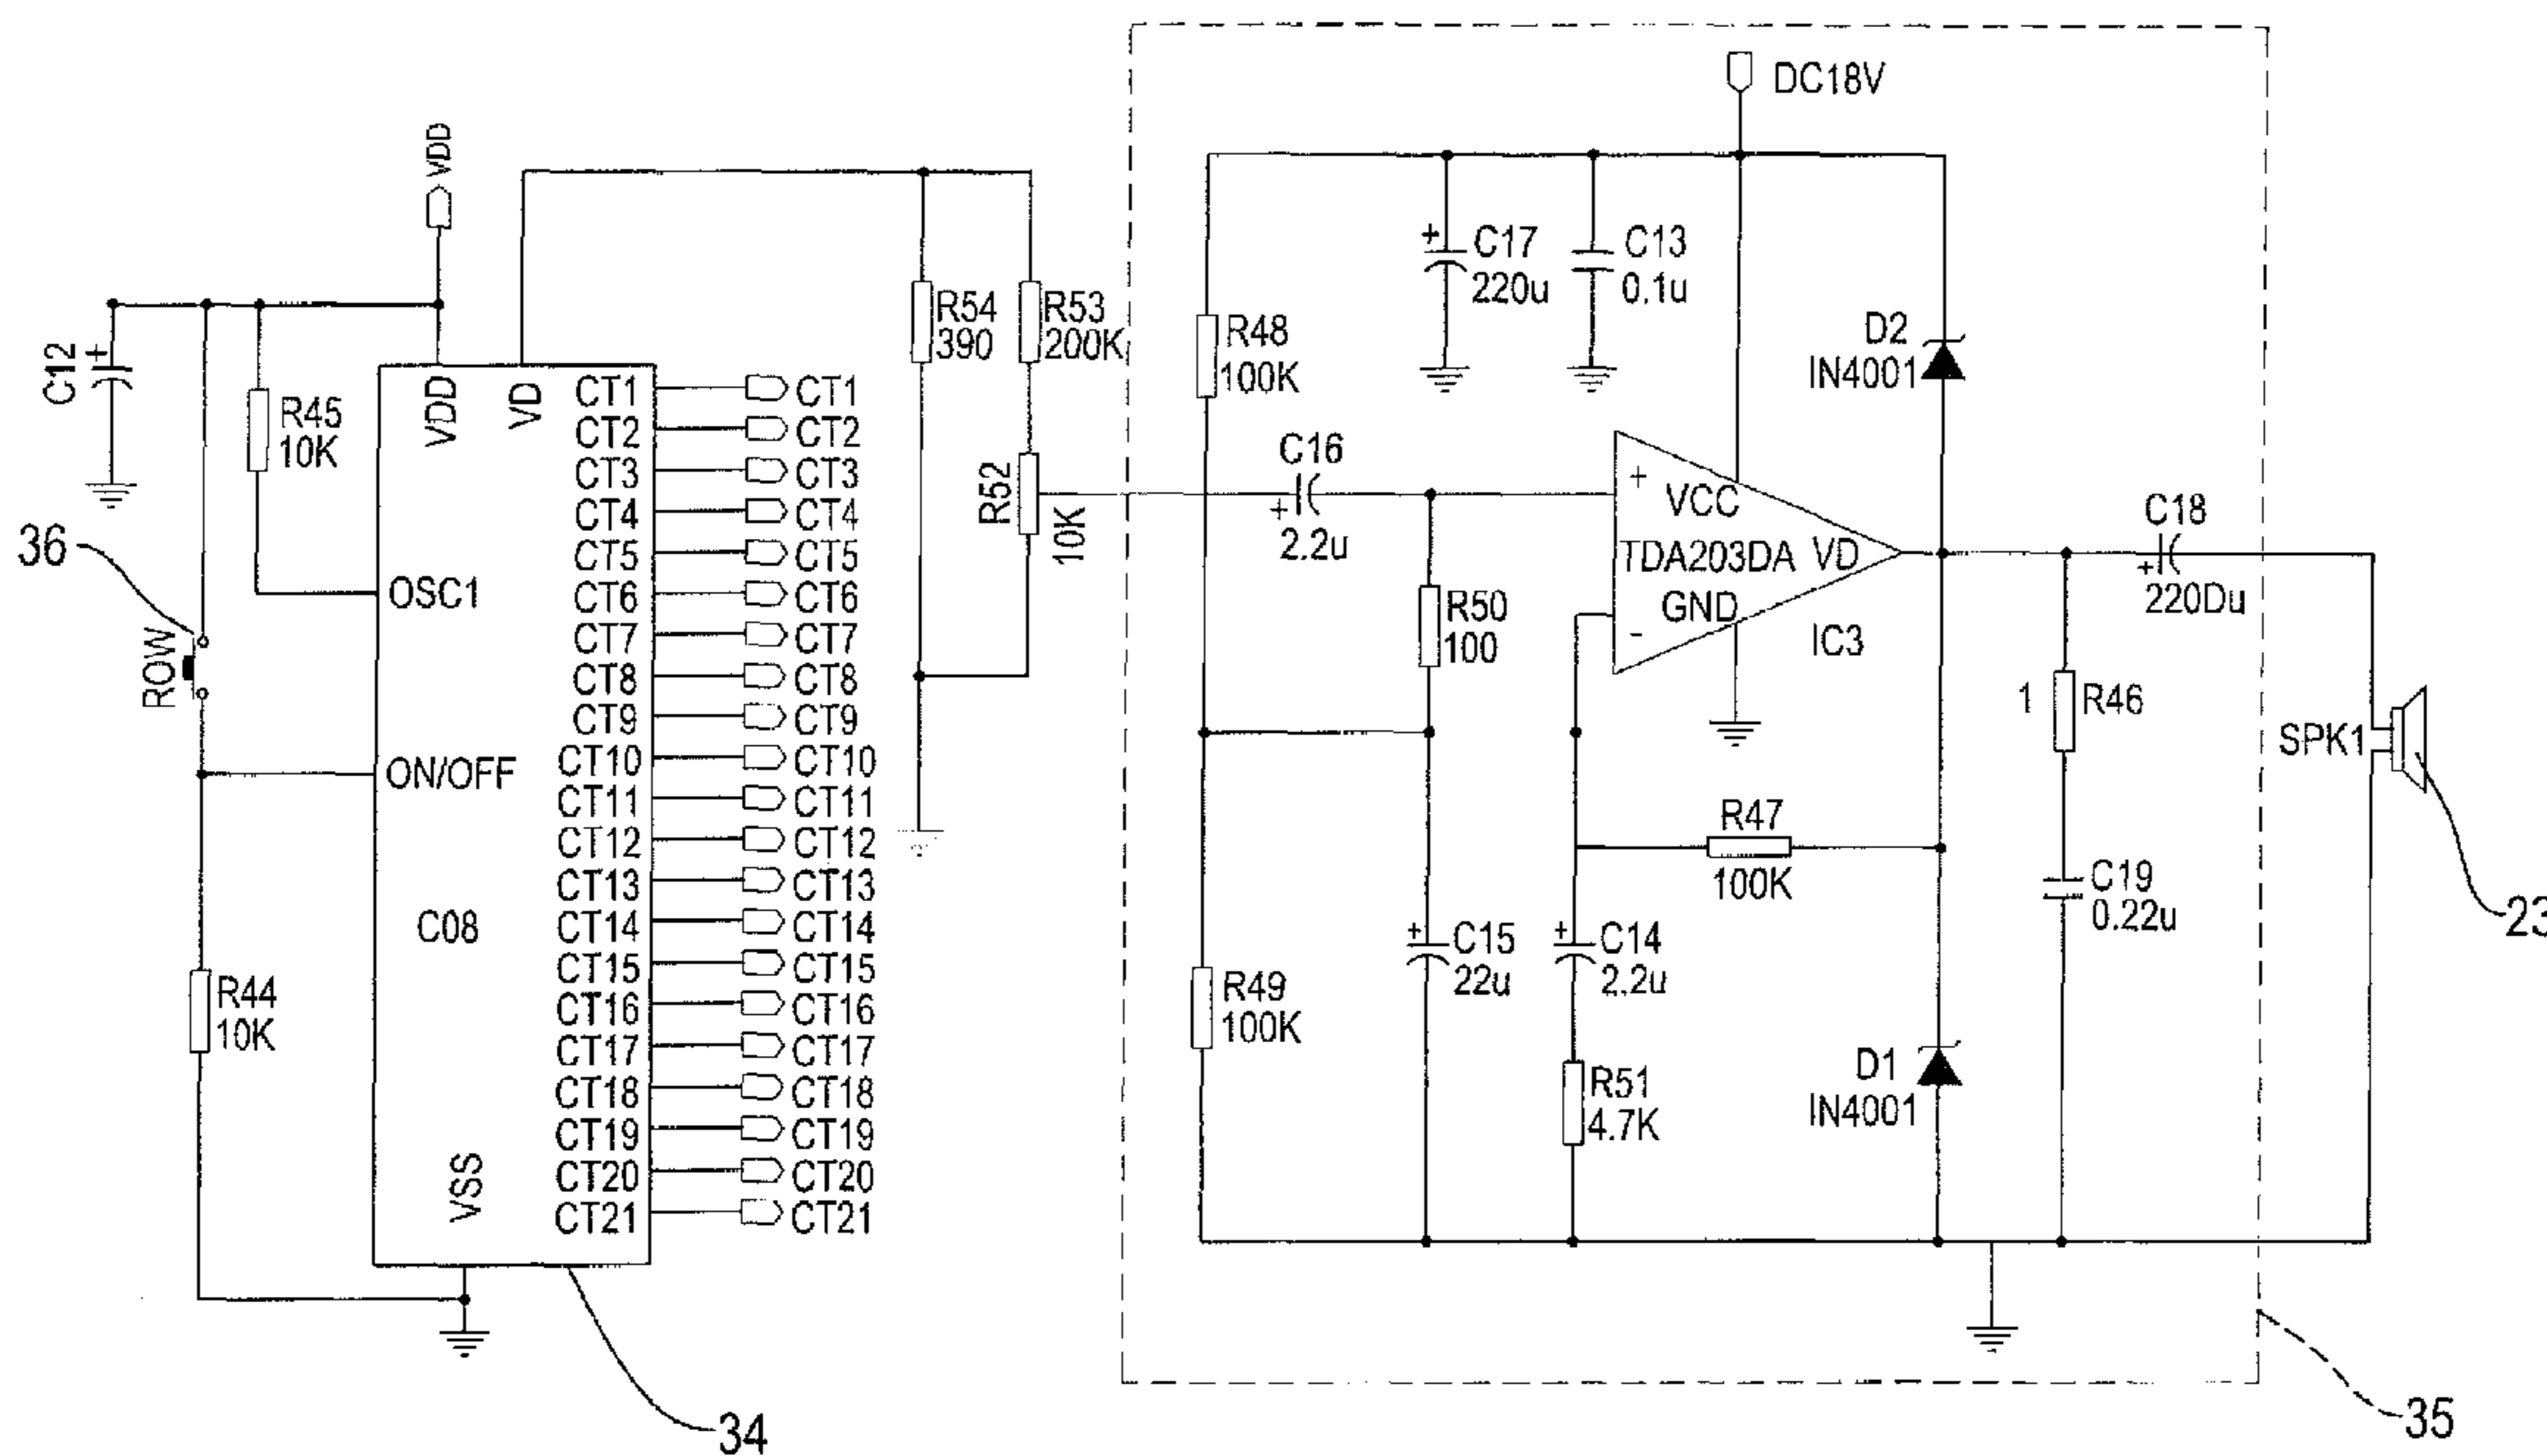 VDD
C12
+
R45
10K
36
ROW
R44
10K
VDD
VD
OSC1
ON/OFF
C08
VSS
CT1 CT1
CT2 CT2
CT3 CT3
CT4 CT4
CT5 CT5
CT6 CT6
CT7 CT7
CT8 CT8
CT9 CT9
CT10 CT10
CT11 CT11
CT12 CT12
CT13 CT13
CT14 CT14
CT15 CT15
CT16 CT16
CT17 CT17
CT18 CT18
CT19 CT19
CT20 CT20
CT21 CT21
34
R54
390
R53
200K
R52
10K
DC18V
R48
100K
+
C17
220u
C13
0.1u
D2
IN4001
C16
+
2.2u
+
VCC
TDA203DA VD
GND
-
IC3
R50
100
C18
+
220Du
1
R46
SPK1
23
R47
100K
C19
0.22u
R49
100K
+
C15
22u
+
C14
2.2u
R51
4.7K
D1
IN4001
35